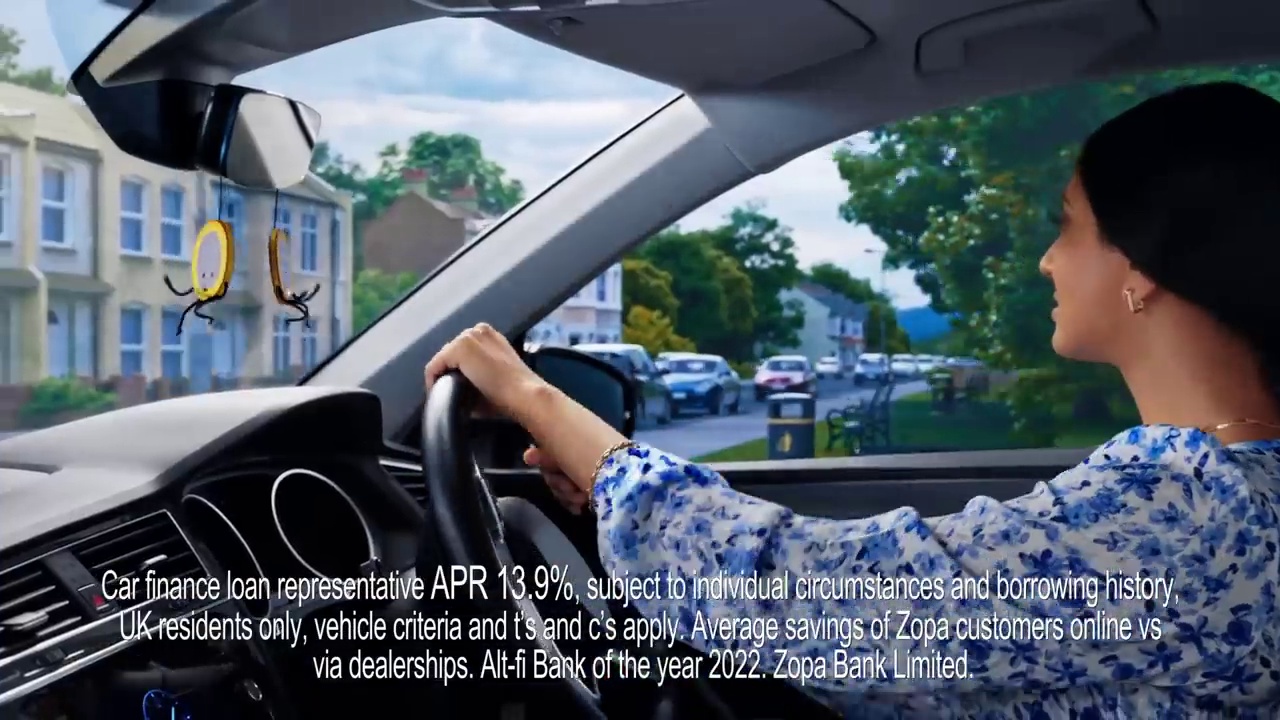 Car finance loan representative APR 13.9%, subject to individual circumstances and borrowing history,
UK residents only, vehicle criteria and t's and c's apply. Average savings of Zopa customers online vs
via dealerships. Alt-fi Bank of the year 2022. Zopa Bank Limited.